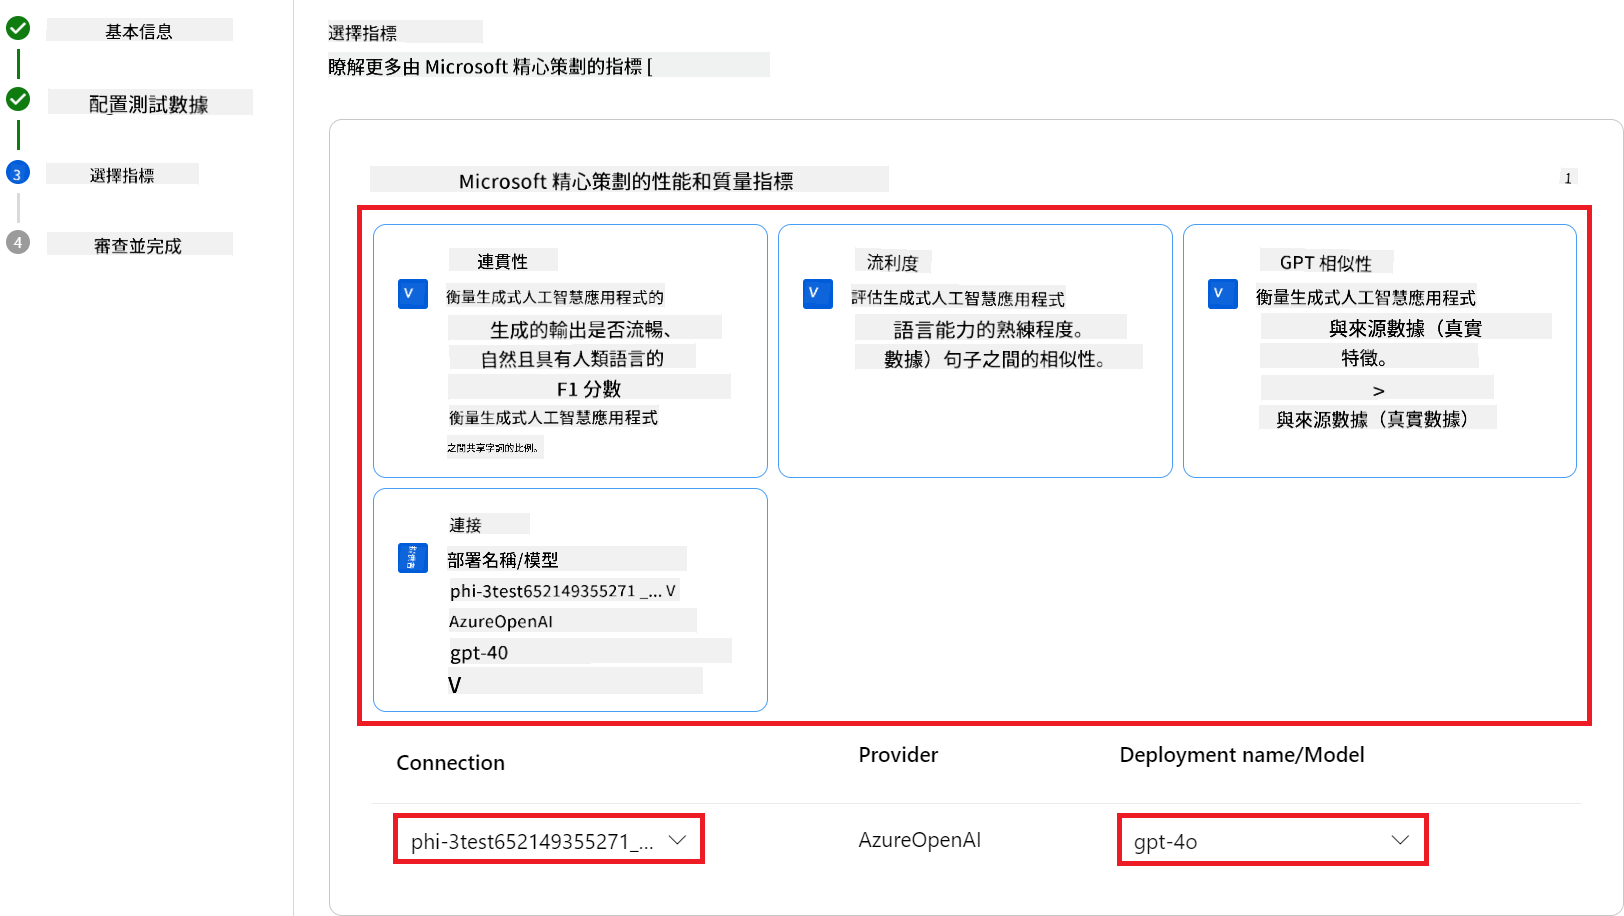 基本信息
配置測試數據
3
選擇指標
4
審查並完成
選擇指標
瞭解更多由 Microsoft 精心策劃的指標 [
Microsoft 精心策劃的性能和質量指標
1
連貫性
V
衡量生成式人工智慧應用程式的
生成的輸出是否流暢、
自然且具有人類語言的
F1 分數
衡量生成式人工智慧應用程式
之間共享字詞的比例。
流利度
V
評估生成式人工智慧應用程式
語言能力的熟練程度。
數據）句子之間的相似性。
GPT 相似性
V
衡量生成式人工智慧應用程式
與來源數據（真實
特徵。
>
與來源數據（真實數據）
連接
部署名稱/模型
phi-3test652149355271 _... V
AzureOpenAI
gpt-40
V
Connection
Provider
Deployment name/Model
phi-3test652149355271_...
AzureOpenAI
gpt-4o